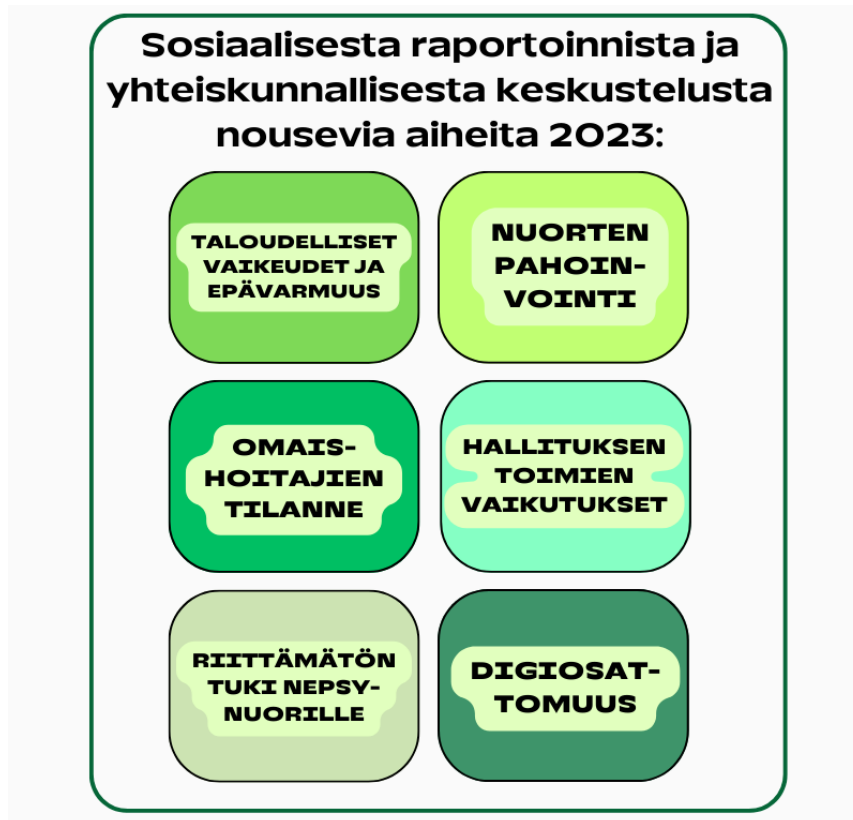 Sosiaalisesta raportoinnista ja
yhteiskunnallisesta keskustelusta
nousevia aiheita 2023:
TALOUDELLISET
VAIKEUDET JA
EPÄVARMUUS
NUORTEN
PAHOIN-
VOINTI
OMAIS-
HOITAJIEN
TILANNE
HALLITUKSEN
TOIMIEN
VAIKUTUKSET
RIITTÄMÄTÖN
TUKI NEPSY-
NUORILLE
DIGIOSAT-
TOMUUS